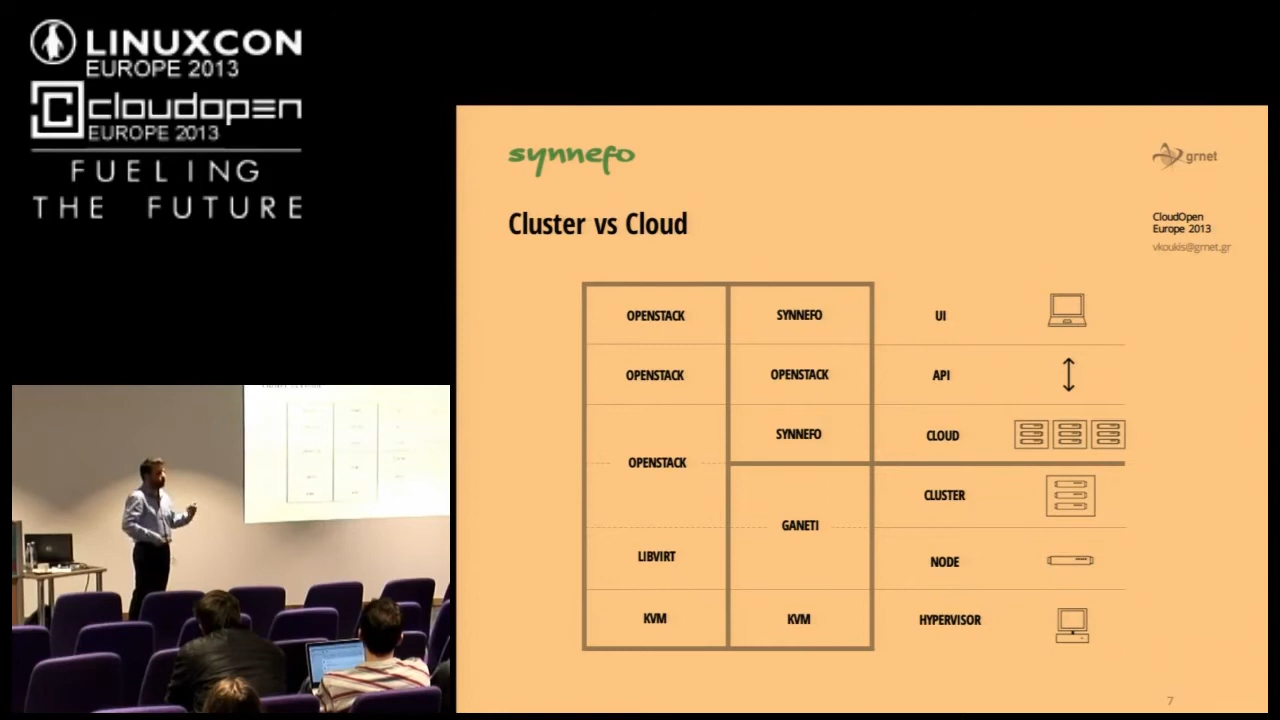 LINUXCON
EUROPE 2013
cloudopen
EUROPE 2013
FUELING
THE FUTURE
synnefo
grnet
Cluster vs Cloud
CloudOpen
Europe 2013
vkoukis@grnet.gr
OPENSTACK SYNNEFO UI
OPENSTACK OPENSTACK API
SYNNEFO CLOUD
OPENSTACK
CLUSTER
GANETI
LIBVIRT NODE
KVM KVM HYPERVISOR
7